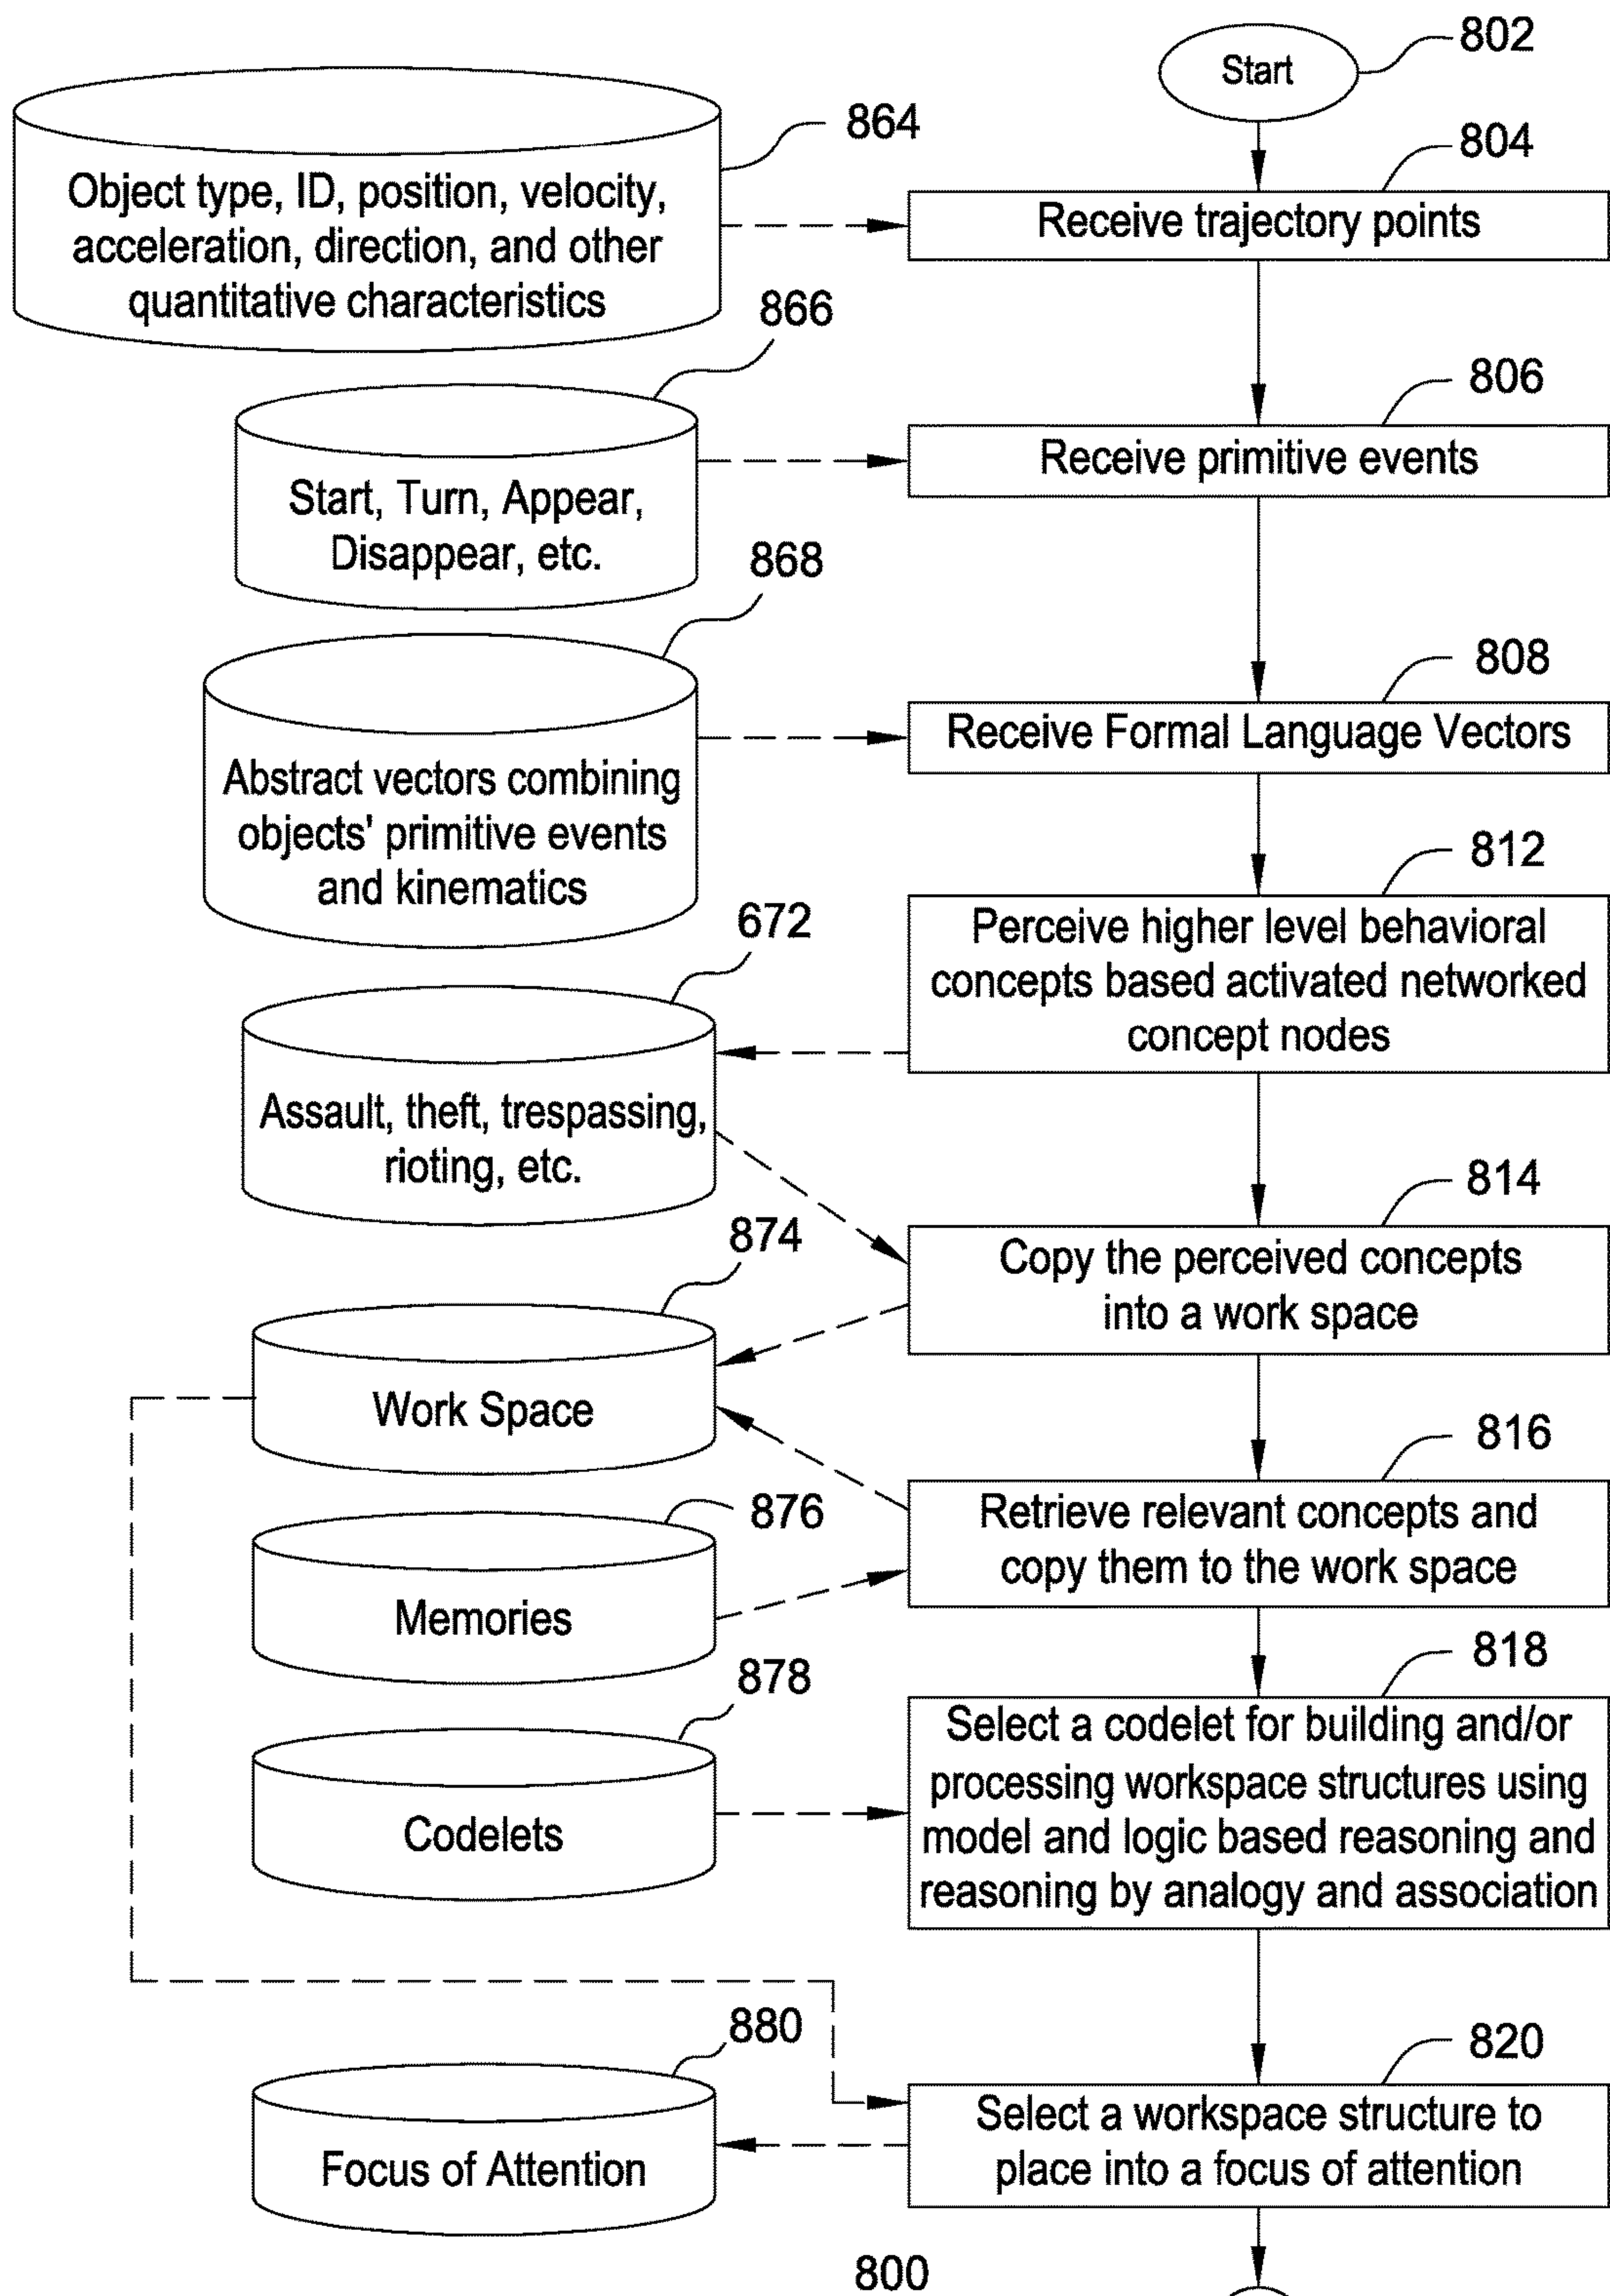 802
Start
864
804
Object type, ID, position, velocity,
acceleration, direction, and other
quantitative characteristics
Receive trajectory points
866
806
Start, Turn, Appear,
Disappear, etc.
Receive primitive events
868
808
Abstract vectors combining
objects' primitive events
and kinematics
Receive Formal Language Vectors
812
672
Perceive higher level behavioral
concepts based activated networked
concept nodes
Assault, theft, trespassing,
rioting, etc.
814
874
Copy the perceived concepts
into a work space
Work Space
816
876
Retrieve relevant concepts and
copy them to the work space
Memories
818
878
Select a codelet for building and/or
processing workspace structures using
model and logic based reasoning and
reasoning by analogy and association
Codelets
880
820
Select a workspace structure to
place into a focus of attention
Focus of Attention
800